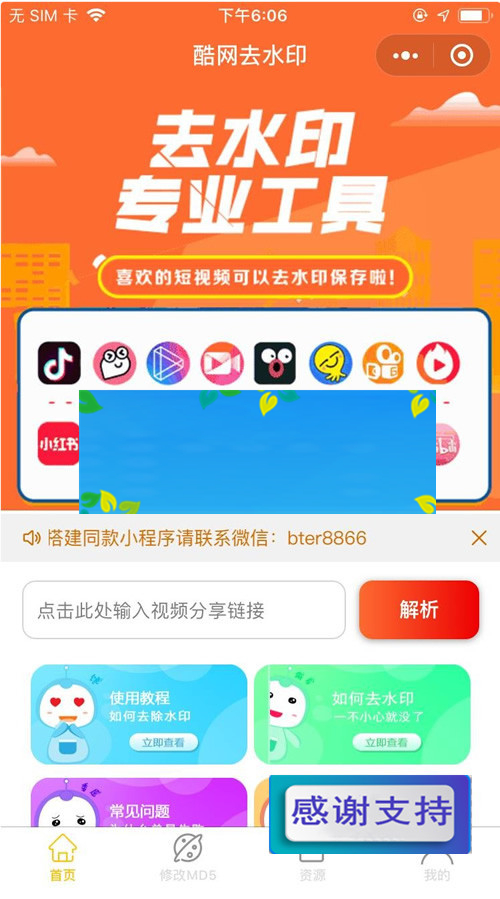 无 SIM 卡 下午6:06
酷网去水印
去水印
专业工具
喜欢的短视频可以去水印保存啦！
小红书
搭建同款小程序请联系微信：bter8866
点击此处输入视频分享链接 解析
使用教程 如何去水印
如何去除水印 一不小心就没了
立即查看 立即查看
常见问题
感谢支持
首页 修改MD5 资源 我的